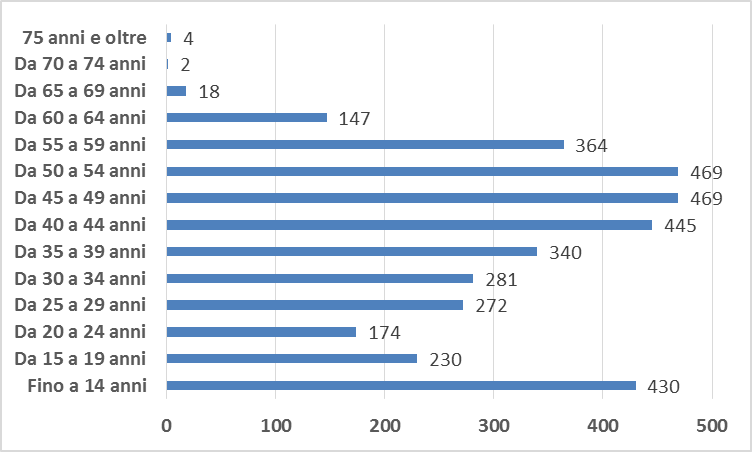 75 anni e oltre 4
Da 70 a 74 anni 2
Da 65 a 69 anni 18
Da 60 a 64 anni 147
Da 55 a 59 anni 364
Da 50 a 54 anni 469
Da 45 a 49 anni 469
Da 40 a 44 anni 445
Da 35 a 39 anni 340
Da 30 a 34 anni 281
Da 25 a 29 anni 272
Da 20 a 24 anni 174
Da 15 a 19 anni 230
Fino a 14 anni 430
0 100 200 300 400 500